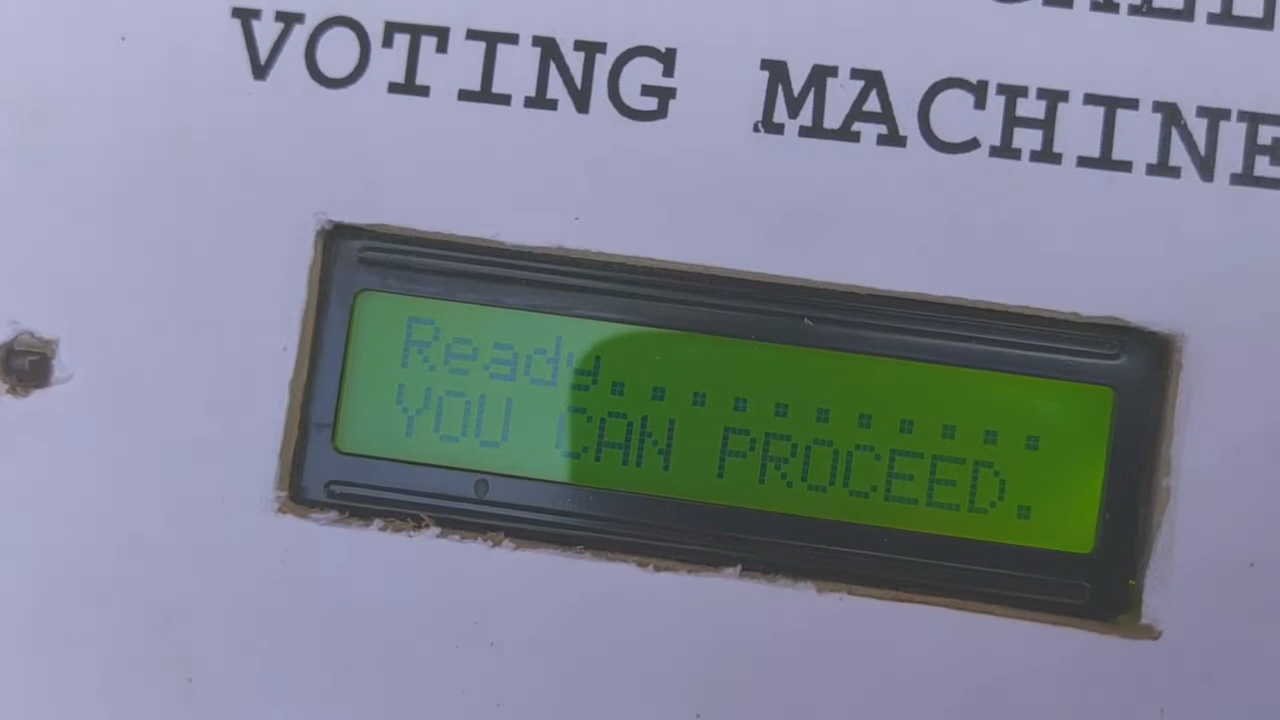 VOTING MACHINE
Ready...........
YOU CAN PROCEED.